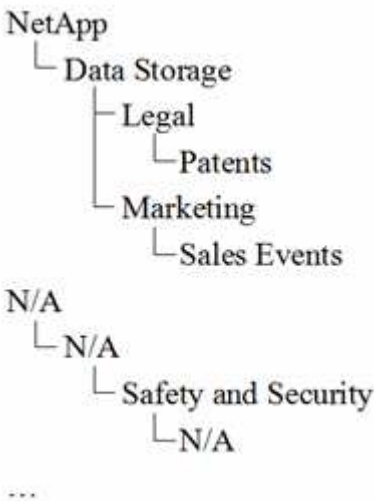 NetApp
Data Storage
Legal
Patents
Marketing
Sales Events
N/A
N/A
Safety and Security
N/A
...